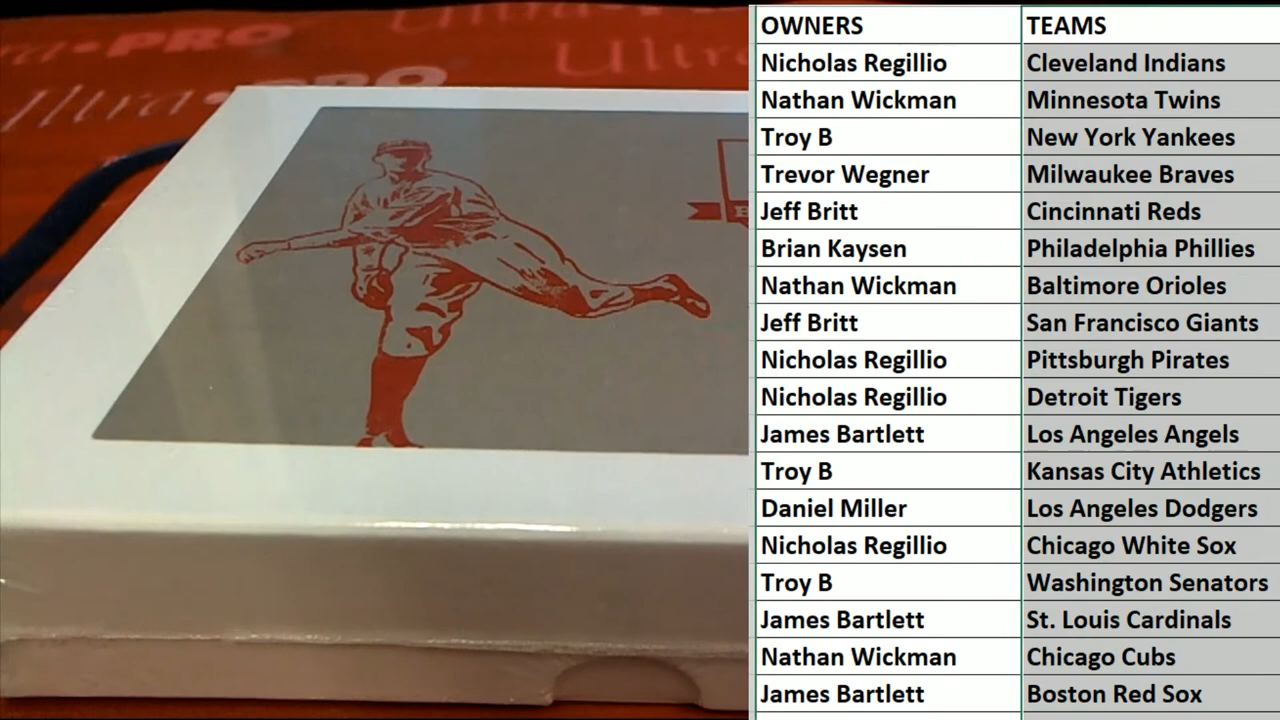 Ultra•PRO
Ultra•PRO
Ultra
OWNERS TEAMS
Nicholas Regillio Cleveland Indians
Nathan Wickman Minnesota Twins
Troy B New York Yankees
Trevor Wegner Milwaukee Braves
Jeff Britt Cincinnati Reds
Brian Kaysen Philadelphia Phillies
Nathan Wickman Baltimore Orioles
Jeff Britt San Francisco Giants
Nicholas Regillio Pittsburgh Pirates
Nicholas Regillio Detroit Tigers
James Bartlett Los Angeles Angels
Troy B Kansas City Athletics
Daniel Miller Los Angeles Dodgers
Nicholas Regillio Chicago White Sox
Troy B Washington Senators
James Bartlett St. Louis Cardinals
Nathan Wickman Chicago Cubs
James Bartlett Boston Red Sox